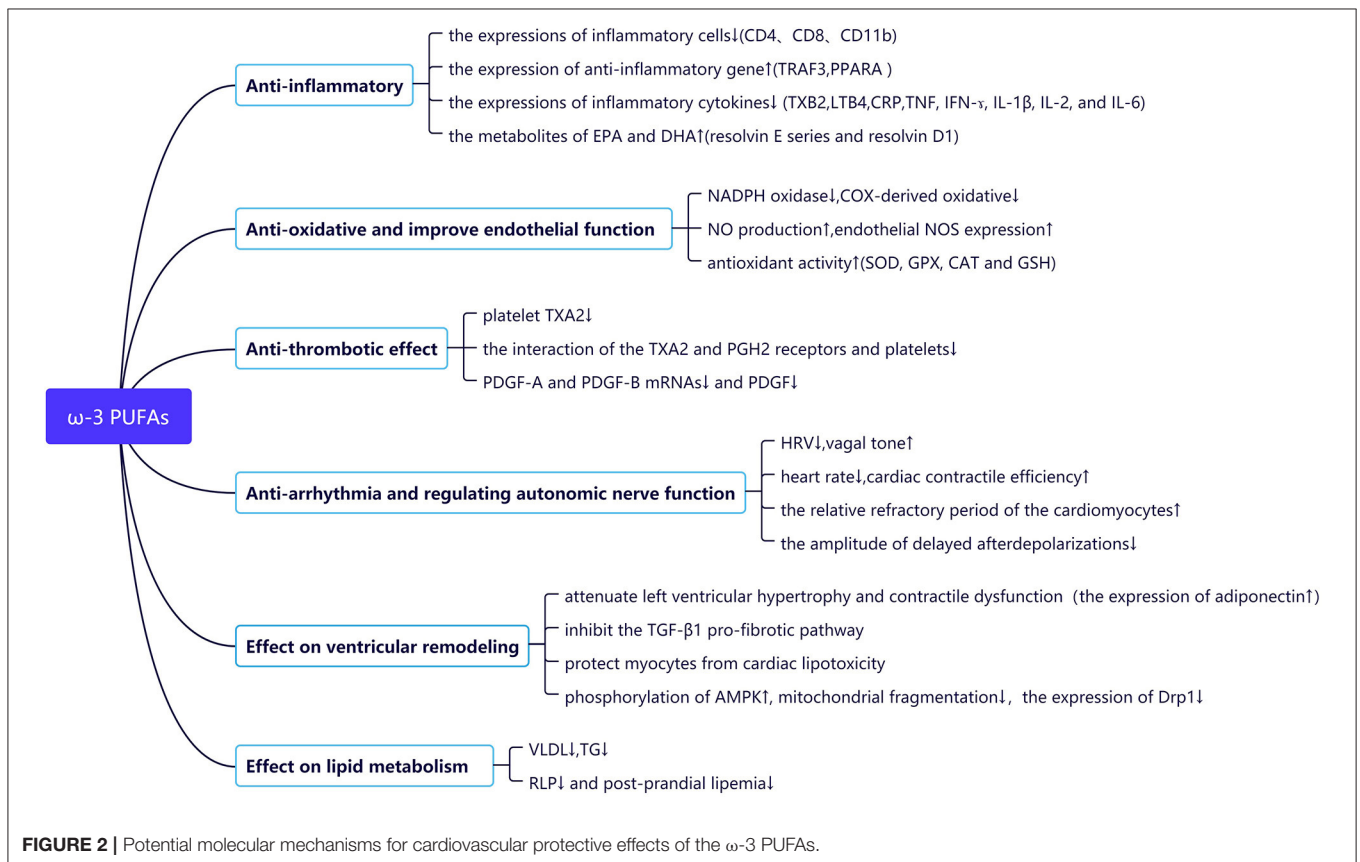 the expressions of inflammatory cells↓(CD4、CD8、CD11b)
Anti-inflammatory
the expression of anti-inflammatory gene↑(TRAF3,PPARA )
the expressions of inflammatory cytokines↓ (TXB2,LTB4,CRP,TNF, IFN-ɤ, IL-1β, IL-2, and IL-6)
the metabolites of EPA and DHA↑(resolvin E series and resolvin D1)
NADPH oxidase↓,COX-derived oxidative↓
Anti-oxidative and improve endothelial function
NO production↑,endothelial NOS expression↑
antioxidant activity↑(SOD, GPX, CAT and GSH)
platelet TXA2↓
Anti-thrombotic effect
the interaction of the TXA2 and PGH2 receptors and platelets↓
PDGF-A and PDGF-B mRNAs↓ and PDGF↓
ω-3 PUFAs
HRV↓,vagal tone↑
heart rate↓,cardiac contractile efficiency↑
Anti-arrhythmia and regulating autonomic nerve function
the relative refractory period of the cardiomyocytes↑
the amplitude of delayed afterdepolarizations↓
attenuate left ventricular hypertrophy and contractile dysfunction（the expression of adiponectin↑）
inhibit the TGF-β1 pro-fibrotic pathway
Effect on ventricular remodeling
protect myocytes from cardiac lipotoxicity
phosphorylation of AMPK↑, mitochondrial fragmentation↓，the expression of Drp1↓
VLDL↓,TG↓
Effect on lipid metabolism
RLP↓ and post-prandial lipemia↓
FIGURE 2 | Potential molecular mechanisms for cardiovascular protective effects of the ω-3 PUFAs.